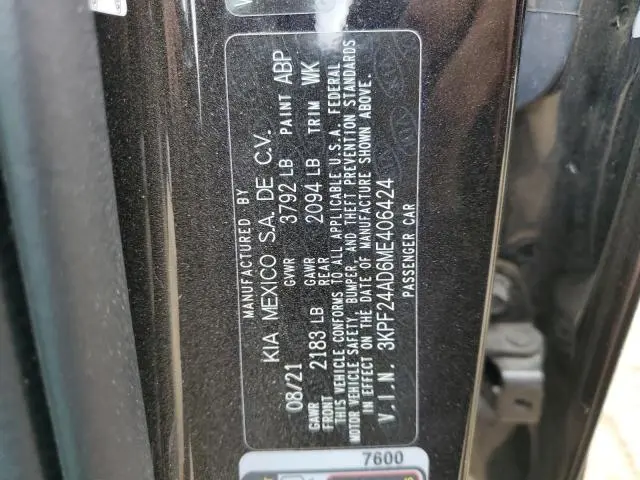 MANUFACTURED BY
KIA MEXICO S.A. DE C.V.
08/21 GVWR 3792 LB PAINT ABP
GAWR FRONT 2183 LB GAWR REAR 2094 LB TRIM WK
THIS VEHICLE CONFORMS TO ALL APPLICABLE U.S.A. FEDERAL
MOTOR VEHICLE SAFETY, BUMPER, AND THEFT PREVENTION STANDARDS
IN EFFECT ON THE DATE OF MANUFACTURE SHOWN ABOVE.
V.I.N. 3KPF24AD6ME406424
PASSENGER CAR
7600